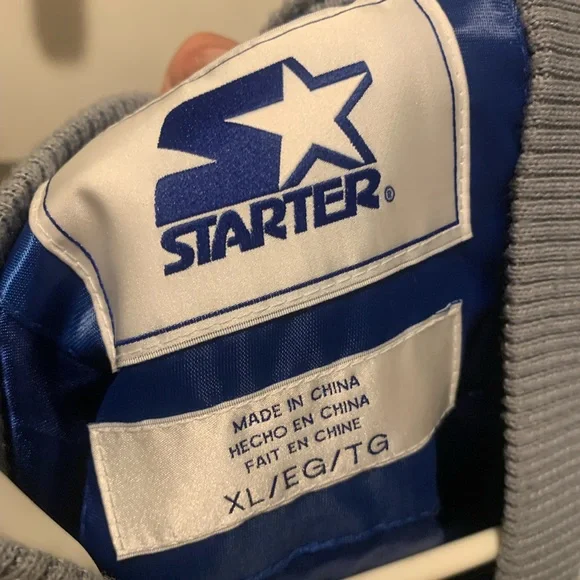 STARTER®
MADE IN CHINA
HECHO EN CHINA
FAIT EN CHINE
XL/EG/TG